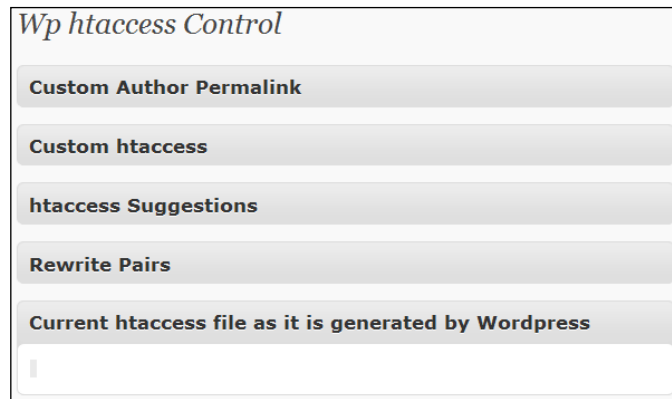 Wp htaccess Control
Custom Author Permalink
Custom htaccess
htaccess Suggestions
Rewrite Pairs
Current htaccess file as it is generated by Wordpress